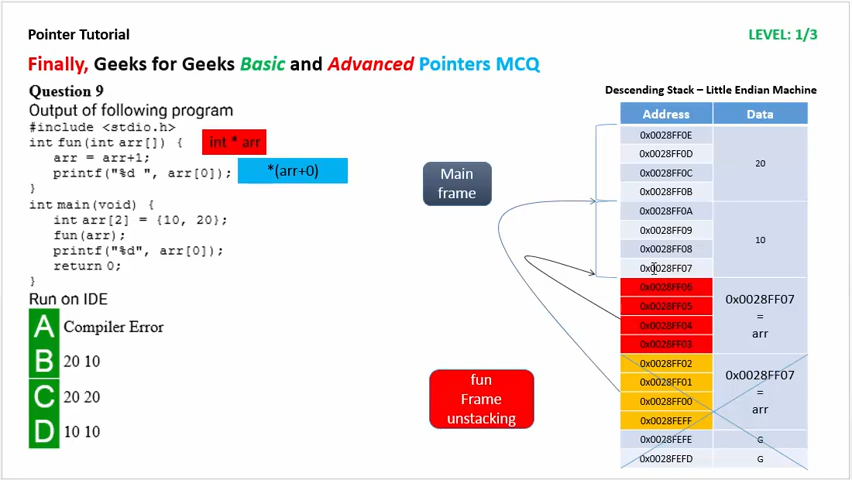 Pointer Tutorial
LEVEL: 1/3
Finally, Geeks for Geeks Basic and Advanced Pointers MCQ
Question 9
Output of following program
#include <stdio.h>
int fun(int arr[]) {
int * arr
arr = arr+1;
printf("%d ", arr[0]);
*(arr+0)
}
int main(void) {
int arr[2] = {10, 20};
fun(arr);
printf("%d", arr[0]);
return 0;
}
Run on IDE
A Compiler Error
B 20 10
C 20 20
D 10 10
Main
frame
fun
Frame
unstacking
Descending Stack – Little Endian Machine
Address Data
0x0028FF0E
0x0028FF0D
20
0x0028FF0C
0x0028FF0B
0x0028FF0A
0x0028FF09
10
0x0028FF08
0x0028FF07
0x0028FF06
0x0028FF05
0x0028FF04
0x0028FF03
0x0028FF07
=
arr
0x0028FF02
0x0028FF01
0x0028FF00
0x0028FEFF
0x0028FF07
=
arr
0x0028FEFE G
0x0028FEFD G